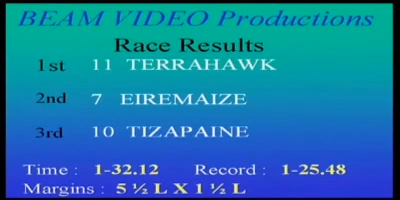 BEAM VIDEO Productions
Race Results
1st 11 TERRAHAWK
2nd 7 EIREMAIZE
3rd 10 TIZAPAINE
Time : 1-32.12 Record : 1-25.48
Margins : 5 ½ L X 1 ½ L